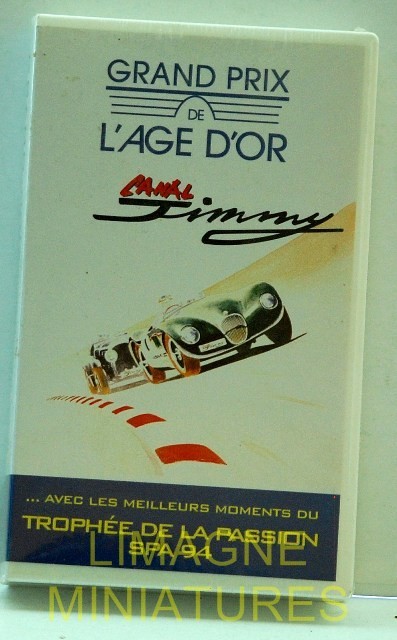 GRAND PRIX
DE
L'AGE D'OR
CANAL
Jimmy
... AVEC LES MEILLEURS MOMENTS DU
TROPHÉE DE LA PASSION
SPA 94
LIMAGNE
MINIATURES